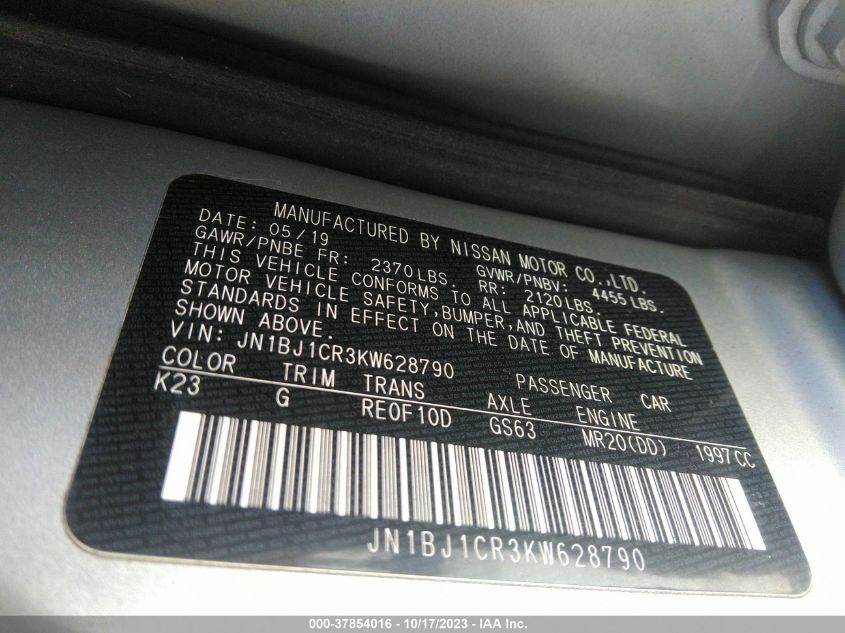 MANUFACTURED BY NISSAN MOTOR CO.,LTD.
DATE: 05/19 GVWR/PNBV: 4455LBS.
GAWR/PNBE FR: 2370LBS. RR: 2120LBS.
THIS VEHICLE CONFORMS TO ALL APPLICABLE FEDERAL
MOTOR VEHICLE SAFETY, BUMPER, AND THEFT PREVENTION
STANDARDS IN EFFECT ON THE DATE OF MANUFACTURE
SHOWN ABOVE.
VIN: JN1BJ1CR3KW628790 PASSENGER CAR
COLOR TRIM TRANS AXLE ENGINE
K23 G RE0F10D GS63 MR20(DD) 1997CC
JN1BJ1CR3KW628790
000-37854016 - 10/17/2023 - IAA Inc.